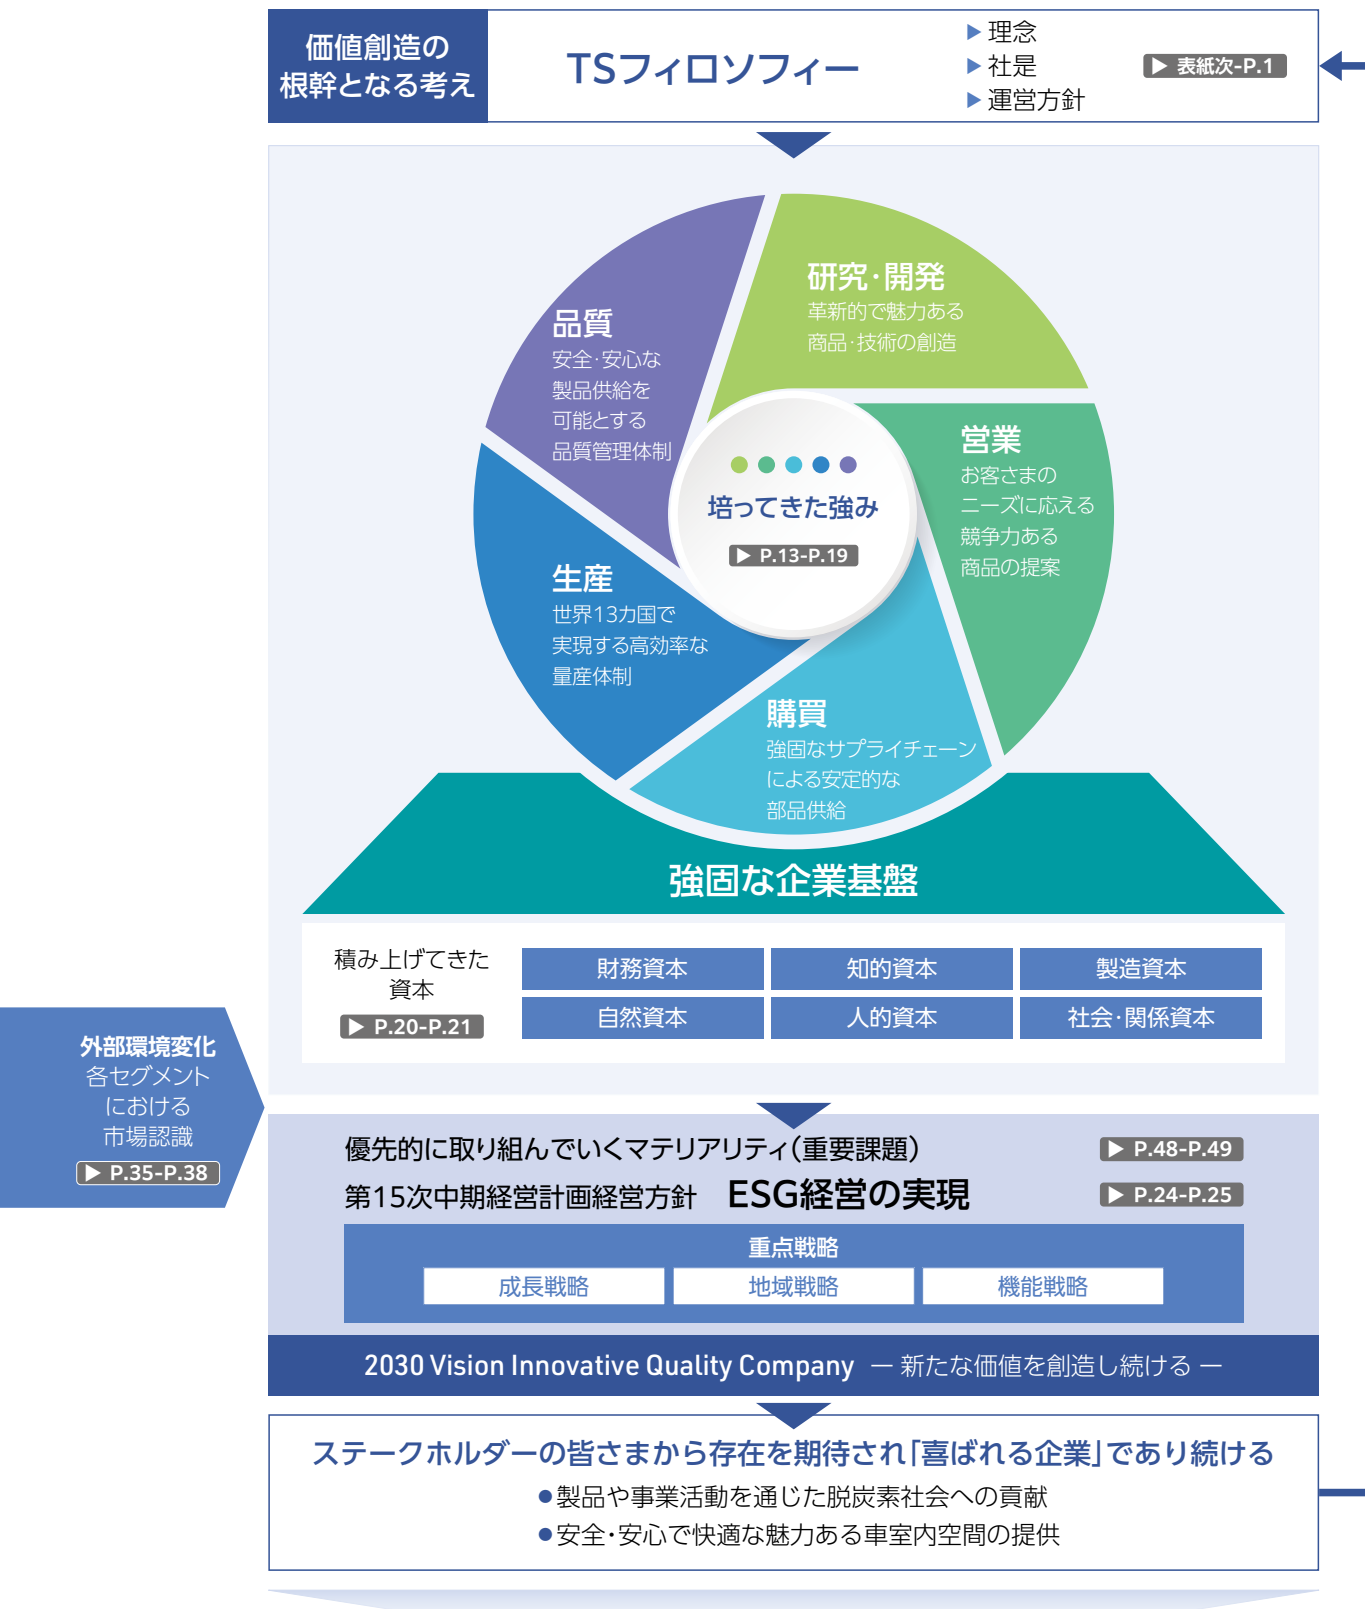 価値創造の
根幹となる考え
TSフィロソフィー
▶理念
▶社是
▶運営方針
▶ 表紙次-P.1
研究・開発
革新的で魅力ある
商品・技術の創造
品質
安全・安心な
製品供給を
可能とする
品質管理体制
営業
お客さまの
ニーズに応える
競争力ある
商品の提案
培ってきた強み
▶ P.13-P.19
生産
世界13カ国で
実現する高効率な
量産体制
購買
強固なサプライチェーン
による安定的な
部品供給
強固な企業基盤
積み上げてきた
資本
▶ P.20-P.21
財務資本
知的資本
製造資本
自然資本
人的資本
社会・関係資本
外部環境変化
各セグメント
における
市場認識
▶ P.35-P.38
優先的に取り組んでいくマテリアリティ(重要課題)
▶ P.48-P.49
第15次中期経営計画経営方針 ESG経営の実現
▶ P.24-P.25
重点戦略
成長戦略
地域戦略
機能戦略
2030 Vision Innovative Quality Company ― 新たな価値を創造し続ける ―
ステークホルダーの皆さまから存在を期待され「喜ばれる企業」であり続ける
●製品や事業活動を通じた脱炭素社会への貢献
●安全・安心で快適な魅力ある車室内空間の提供